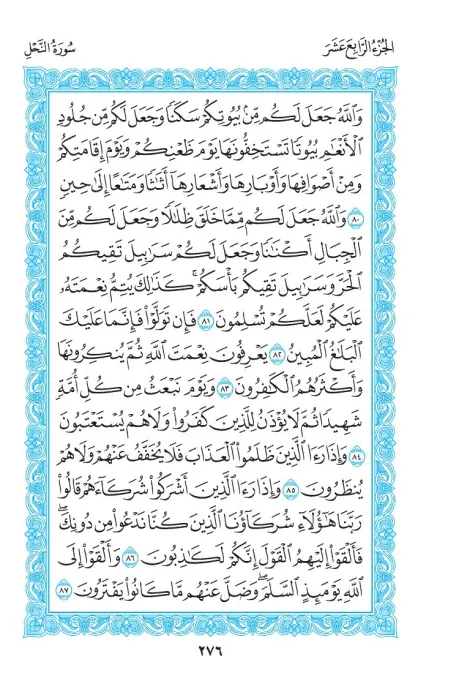 الجُزْءُ الرَّابِعَ عَشَرَ
سُورَةُ النَّحْلِ
وَٱللَّهُ جَعَلَ لَكُم مِّنۢ بُيُوتِكُمْ سَكَنًا وَجَعَلَ لَكُم مِّن جُلُودِ
ٱلْأَنْعَٰمِ بُيُوتًا تَسْتَخِفُّونَهَا يَوْمَ ظَعْنِكُمْ وَيَوْمَ إِقَامَتِكُمْ
وَمِنْ أَصْوَافِهَا وَأَوْبَارِهَا وَأَشْعَارِهَآ أَثَٰثًا وَمَتَٰعًا إِلَىٰ حِينٍ
٨٠ وَٱللَّهُ جَعَلَ لَكُم مِّمَّا خَلَقَ ظِلَٰلًا وَجَعَلَ لَكُم مِّنَ
ٱلْجِبَالِ أَكْنَٰنًا وَجَعَلَ لَكُمْ سَرَٰبِيلَ تَقِيكُمُ
ٱلْحَرَّ وَسَرَٰبِيلَ تَقِيكُم بَأْسَكُمْ ۚ كَذَٰلِكَ يُتِمُّ نِعْمَتَهُۥ
عَلَيْكُمْ لَعَلَّكُمْ تُسْلِمُونَ ٨١ فَإِن تَوَلَّوْا۟ فَإِنَّمَا عَلَيْكَ
ٱلْبَلَٰغُ ٱلْمُبِينُ ٨٢ يَعْرِفُونَ نِعْمَتَ ٱللَّهِ ثُمَّ يُنكِرُونَهَا
وَأَكْثَرُهُمُ ٱلْكَٰفِرُونَ ٨٣ وَيَوْمَ نَبْعَثُ مِن كُلِّ أُمَّةٍ
شَهِيدًا ثُمَّ لَا يُؤْذَنُ لِلَّذِينَ كَفَرُوا۟ وَلَا هُمْ يُسْتَعْتَبُونَ
٨٤ وَإِذَا رَءَا ٱلَّذِينَ ظَلَمُوا۟ ٱلْعَذَابَ فَلَا يُخَفَّفُ عَنْهُمْ وَلَا هُمْ
يُنظَرُونَ ٨٥ وَإِذَا رَءَا ٱلَّذِينَ أَشْرَكُوا۟ شُرَكَآءَهُمْ قَالُوا۟
رَبَّنَا هَٰٓؤُلَآءِ شُرَكَآؤُنَا ٱلَّذِينَ كُنَّا نَدْعُوا۟ مِن دُونِكَ ۖ
فَأَلْقَوْا۟ إِلَيْهِمُ ٱلْقَوْلَ إِنَّكُمْ لَكَٰذِبُونَ ٨٦ وَأَلْقَوْا۟ إِلَى
ٱللَّهِ يَوْمَئِذٍ ٱلسَّلَمَ ۖ وَضَلَّ عَنْهُم مَّا كَانُوا۟ يَفْتَرُونَ ٨٧
٢٧٦